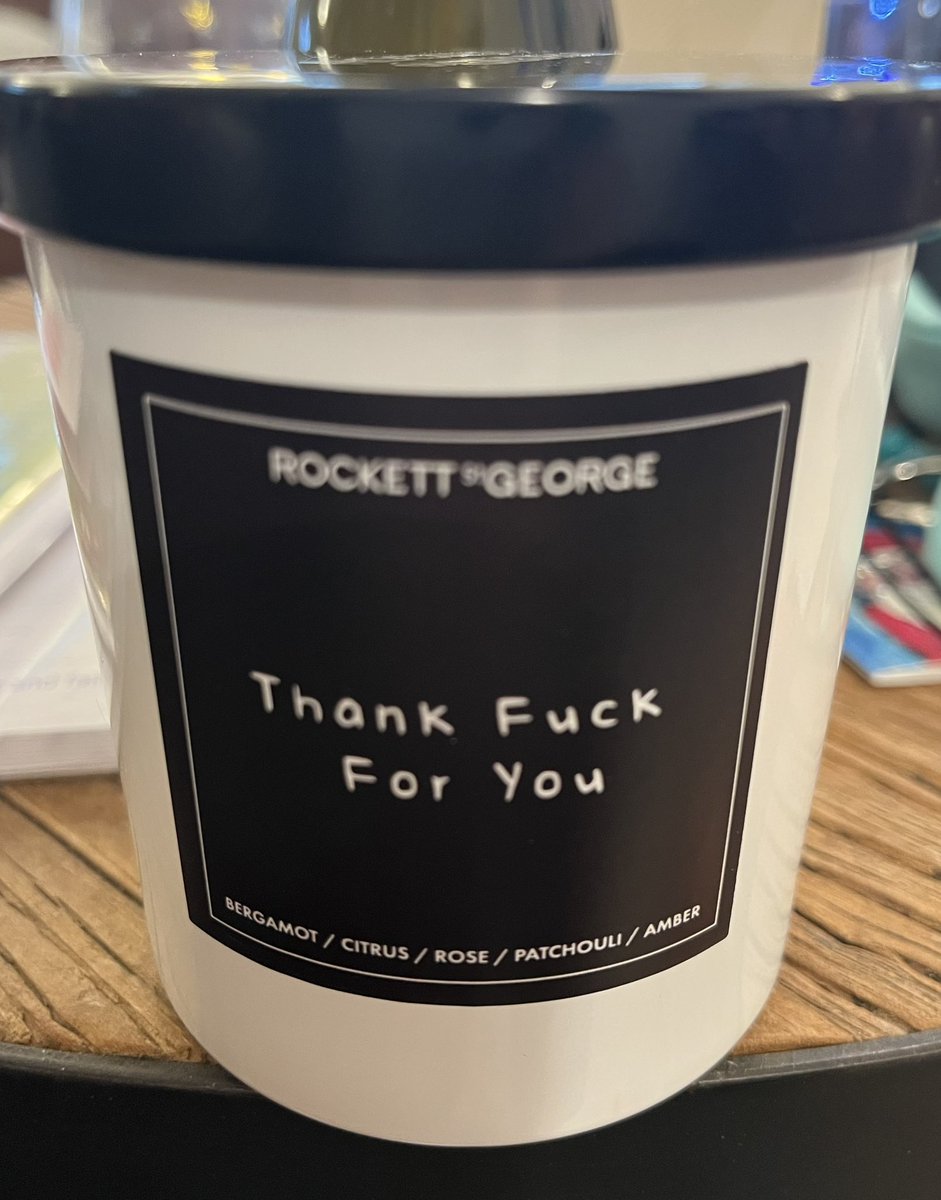 ROCKETT ST GEORGE
Thank Fuck
For You
BERGAMOT / CITRUS / ROSE / PATCHOULI / AMBER